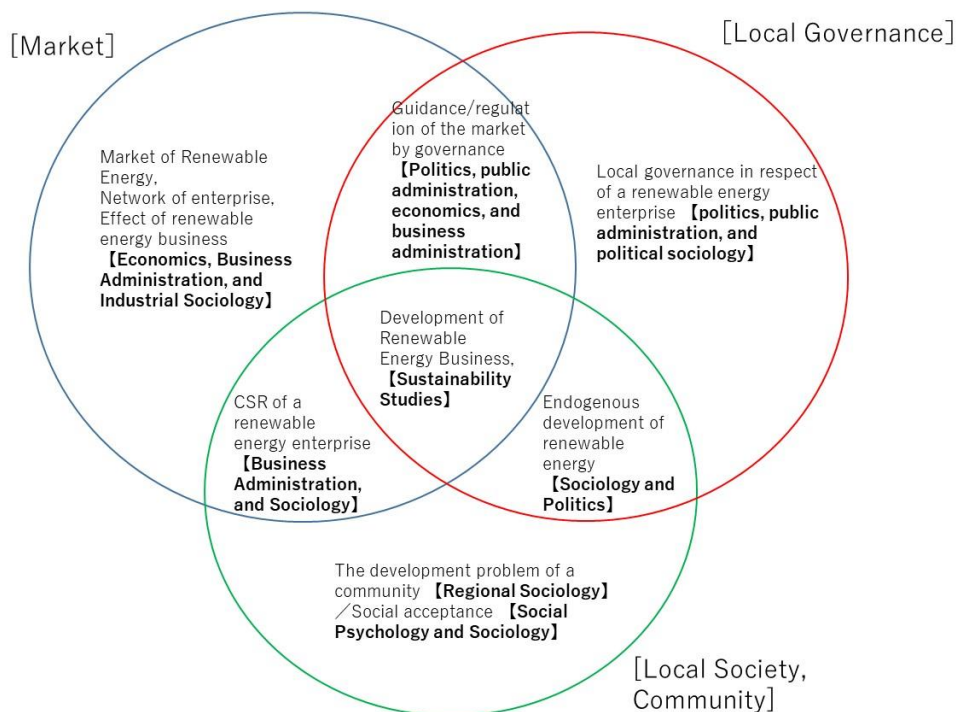 [Market]
[Local Governance]
Guidance/regulat
ion of the market
by governance
【Politics, public
administration,
economics, and
business
administration】
Market of Renewable
Energy,
Network of enterprise,
Effect of renewable
energy business
【Economics, Business
Administration, and
Industrial Sociology】
Local governance in respect
of a renewable energy
enterprise 【politics, public
administration, and
political sociology】
Development of
Renewable
Energy Business,
【Sustainability
Studies】
CSR of a
renewable
energy enterprise
【Business
Administration,
and Sociology】
Endogenous
development of
renewable
energy
【Sociology and
Politics】
The development problem of a
community 【Regional Sociology】
／Social acceptance 【Social
Psychology and Sociology】
[Local Society,
Community]